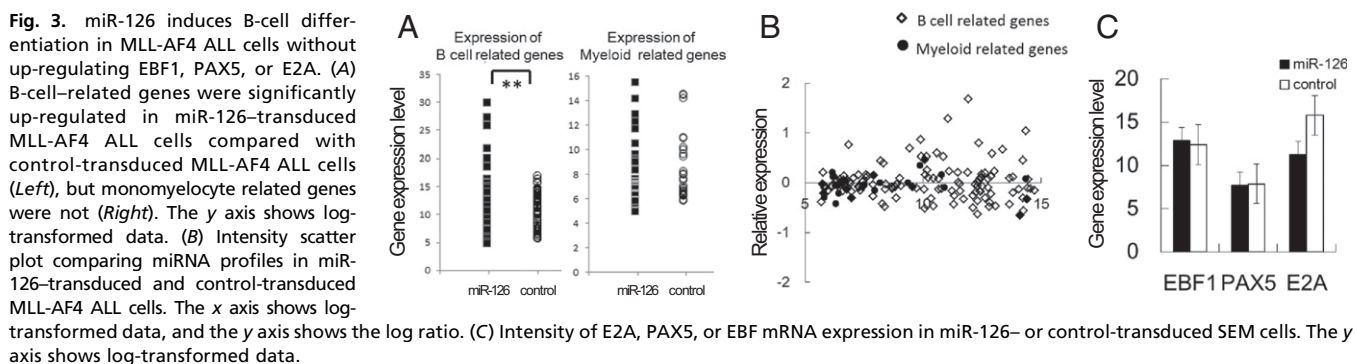 Fig. 3. miR-126 induces B-cell differ-
entiation in MLL-AF4 ALL cells without
up-regulating EBF1, PAX5, or E2A. (A)
B-cell–related genes were significantly
up-regulated in miR-126–transduced
MLL-AF4 ALL cells compared with
control-transduced MLL-AF4 ALL cells
(Left), but monomyelocyte related genes
were not (Right). The y axis shows log-
transformed data. (B) Intensity scatter
plot comparing miRNA profiles in miR-
126–transduced and control-transduced
MLL-AF4 ALL cells. The x axis shows log-
transformed data, and the y axis shows the log ratio. (C) Intensity of E2A, PAX5, or EBF mRNA expression in miR-126– or control-transduced SEM cells. The y
axis shows log-transformed data.
A
Expression of
B cell related genes
**
Gene expression level
35
30
25
20
15
10
5
0
miR-126 control
Expression of
Myeloid related genes
16
14
12
10
8
6
4
2
0
miR-126 control
B
B cell related genes
Myeloid related genes
Relative expression
2
1
0
-1
-2
5
15
C
miR-126
control
Gene expression level
20
15
10
5
0
EBF1 PAX5 E2A